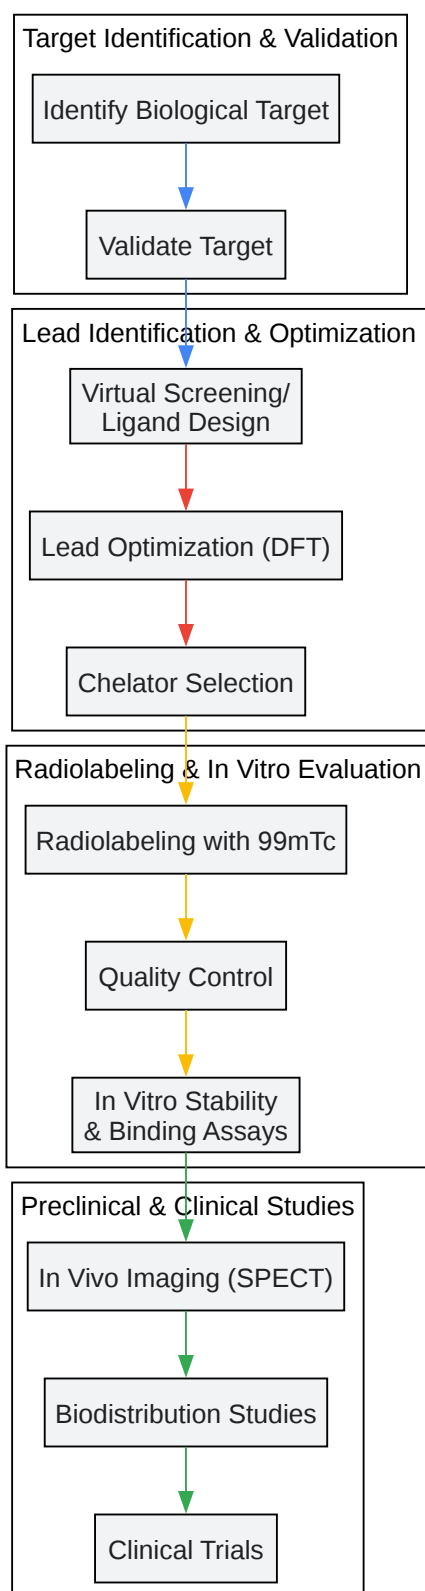 Target Identification & Validation
Identify Biological Target
Validate Target
Lead Identification & Optimization
Virtual Screening/
Ligand Design
Lead Optimization (DFT)
Chelator Selection
Radiolabeling & In Vitro Evaluation
Radiolabeling with 99mTc
Quality Control
In Vitro Stability
& Binding Assays
Preclinical & Clinical Studies
In Vivo Imaging (SPECT)
Biodistribution Studies
Clinical Trials